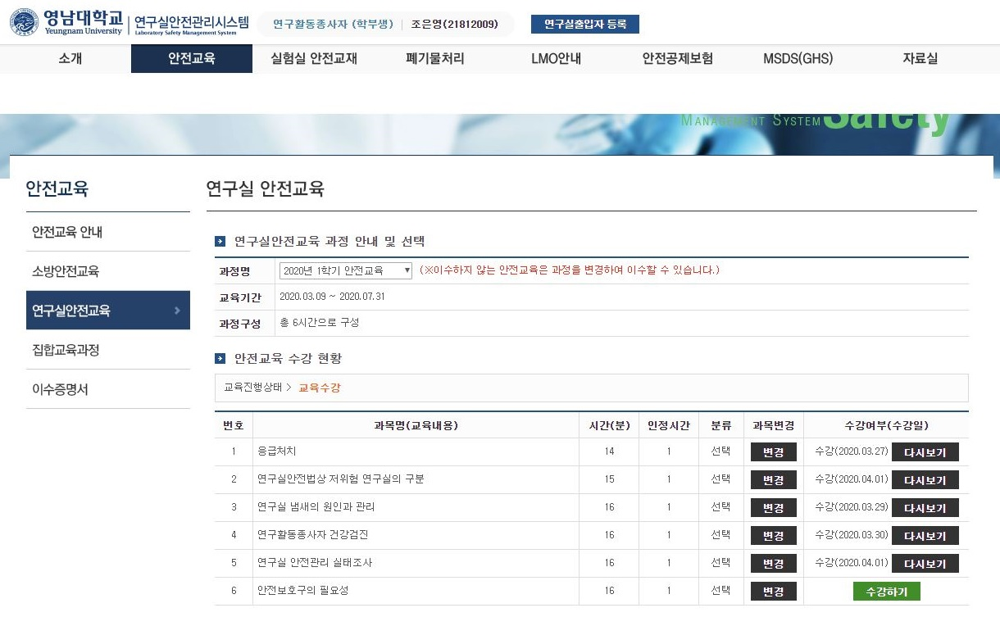 영남대학교 연구실안전관리시스템 연구활동종사자 (학부생) 조은영(21812009) 연구실출입자 등록
Yeungnam University Laboratory Safety Management System
소개 안전교육 실험실 안전교재 폐기물처리 LMO안내 안전공제보험 MSDS(GHS) 자료실
MANAGEMENT SYSTEM Safety
안전교육
안전교육 안내
소방안전교육
연구실안전교육
집합교육과정
이수증명서
연구실 안전교육
연구실안전교육 과정 안내 및 선택
과정명 2020년 1학기 안전교육 (※이수하지 않는 안전교육은 과정을 변경하여 이수할 수 있습니다.)
교육기간 2020.03.09 ~ 2020.07.31
과정구성 총 6시간으로 구성
안전교육 수강 현황
교육진행상태 > 교육수강
번호 과목명(교육내용) 시간(분) 인정시간 분류 과목변경 수강여부(수강일)
1 응급처치 14 1 선택 변경 수강(2020.03.27) 다시보기
2 연구실안전법상 저위험 연구실의 구분 15 1 선택 변경 수강(2020.04.01) 다시보기
3 연구실 냄새의 원인과 관리 16 1 선택 변경 수강(2020.03.29) 다시보기
4 연구활동종사자 건강검진 16 1 선택 변경 수강(2020.03.30) 다시보기
5 연구실 안전관리 실태조사 16 1 선택 변경 수강(2020.04.01) 다시보기
6 안전보호구의 필요성 16 1 선택 변경 수강하기